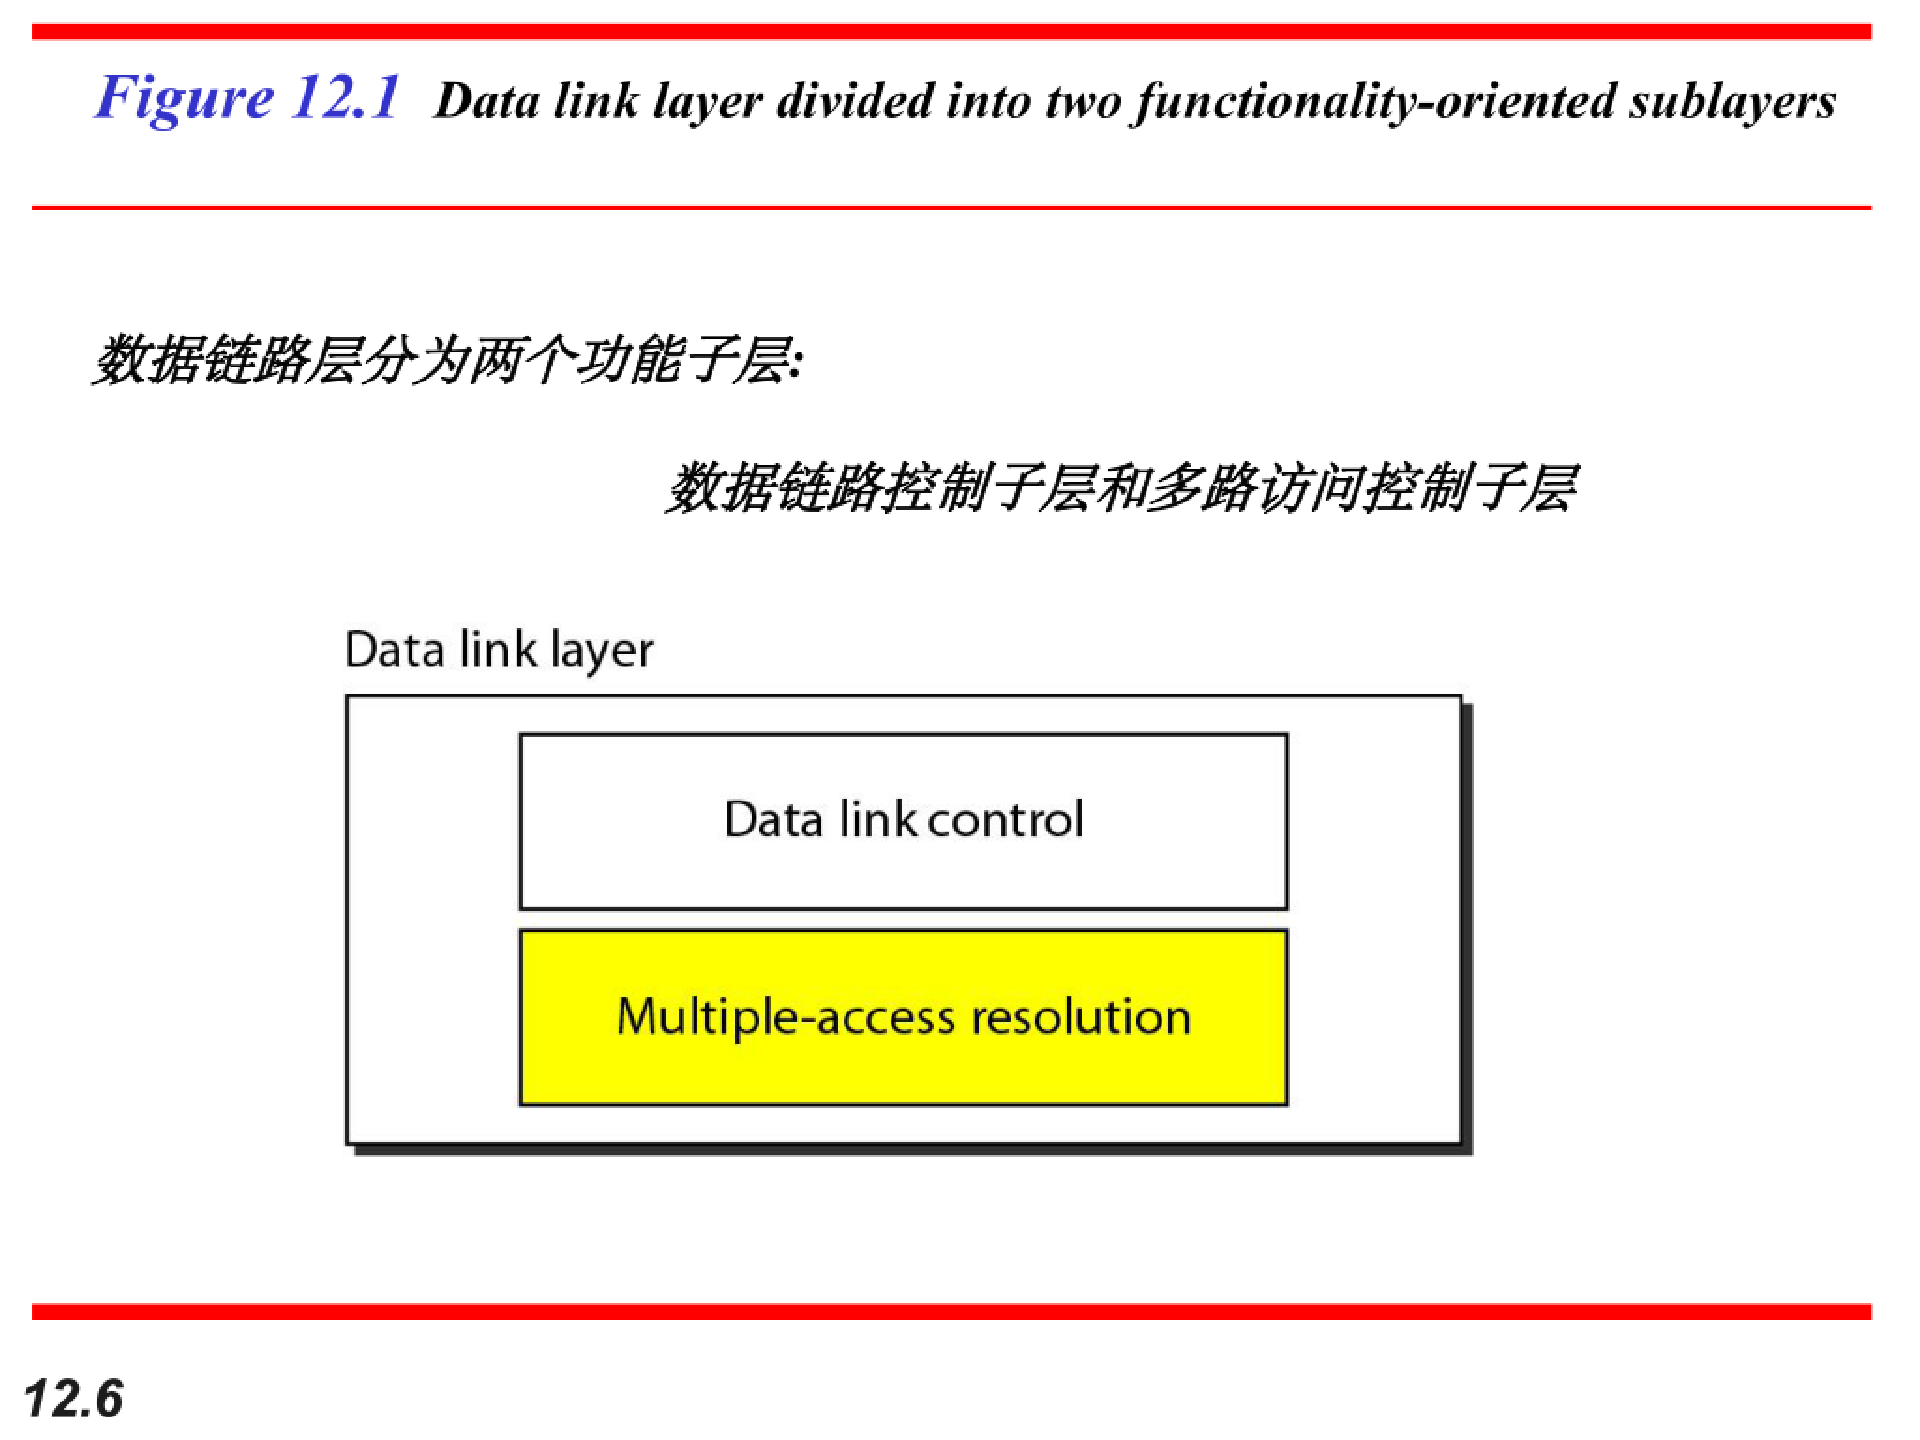 Figure 12.1 Data link layer divided into two functionality-oriented sublayers
数据链路层分为两个功能子层:
数据链路控制子层和多路访问控制子层
Data link layer
Data link control
Multiple-access resolution
12.6